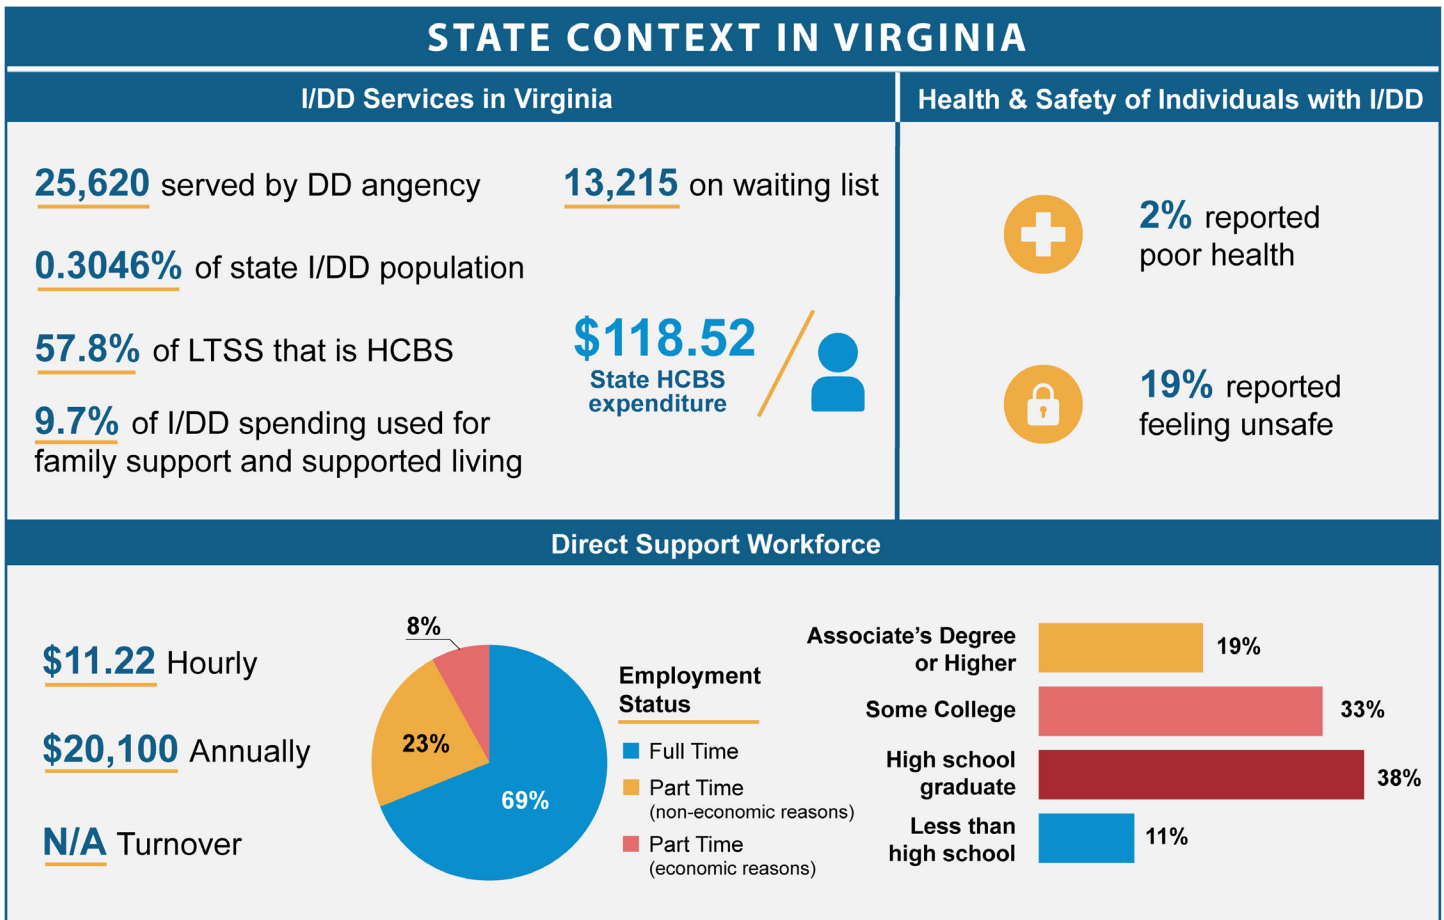 STATE CONTEXT IN VIRGINIA
I/DD Services in Virginia
25,620 served by DD angency
13,215 on waiting list
0.3046% of state I/DD population
57.8% of LTSS that is HCBS
9.7% of I/DD spending used for
family support and supported living
$118.52
State HCBS
expenditure
Health & Safety of Individuals with I/DD
2% reported
poor health
19% reported
feeling unsafe
Direct Support Workforce
$11.22 Hourly
$20,100 Annually
N/A Turnover
8%
23%
69%
Employment
Status
Full Time
Part Time
(non-economic reasons)
Part Time
(economic reasons)
Associate's Degree
or Higher
19%
Some College
33%
High school
graduate
38%
Less than
high school
11%